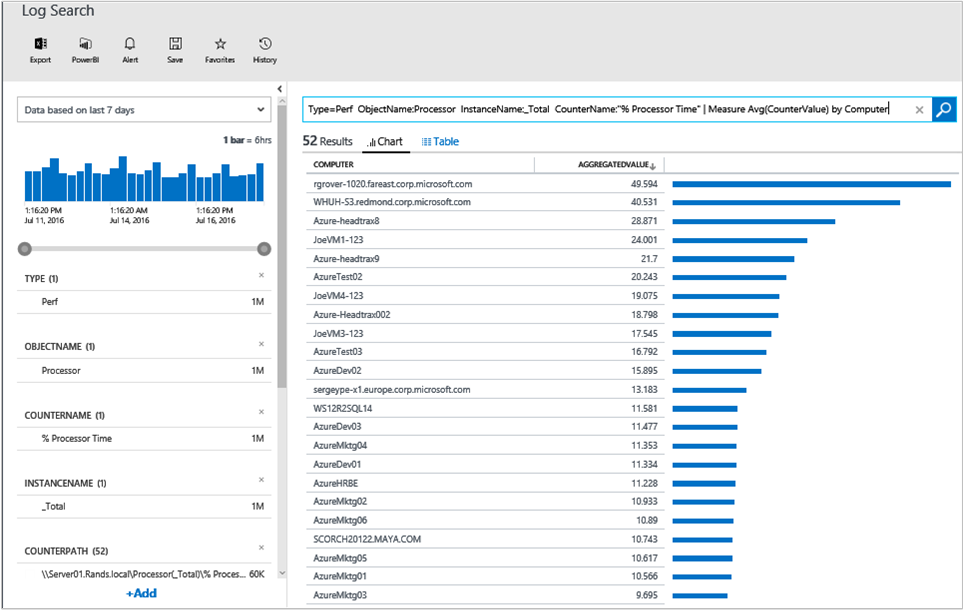 Log Search
Export PowerBI Alert Save Favorites History
Data based on last 7 days
1 bar = 6hrs
1:16:20 PM 1:16:20 AM 1:16:20 PM
Jul 11, 2016 Jul 14, 2016 Jul 16, 2016
TYPE (1)
Perf 1M
OBJECTNAME (1)
Processor 1M
COUNTERNAME (1)
% Processor Time 1M
INSTANCENAME (1)
_Total 1M
COUNTERPATH (52)
\\Server01.Rands.local\Processor(_Total)\% Proces... 60K
+Add
Type=Perf ObjectName:Processor InstanceName:_Total CounterName:"% Processor Time" | Measure Avg(CounterValue) by Computer
52 Results Chart Table
COMPUTER AGGREGATEDVALUE
rgrover-1020.fareast.corp.microsoft.com 49.594
WHUH-S3.redmond.corp.microsoft.com 40.531
Azure-headtrax8 28.871
JoeVM1-123 24.001
Azure-headtrax9 21.7
AzureTest02 20.243
JoeVM4-123 19.075
Azure-Headtrax002 18.798
JoeVM3-123 17.545
AzureTest03 16.792
AzureDev02 15.895
sergeype-x1.europe.corp.microsoft.com 13.183
WS12R2SQL14 11.581
AzureDev03 11.477
AzureMktg04 11.353
AzureDev01 11.334
AzureHRBE 11.228
AzureMktg02 10.933
AzureMktg06 10.89
SCORCH20122.MAYA.COM 10.743
AzureMktg05 10.617
AzureMktg01 10.566
AzureMktg03 9.695